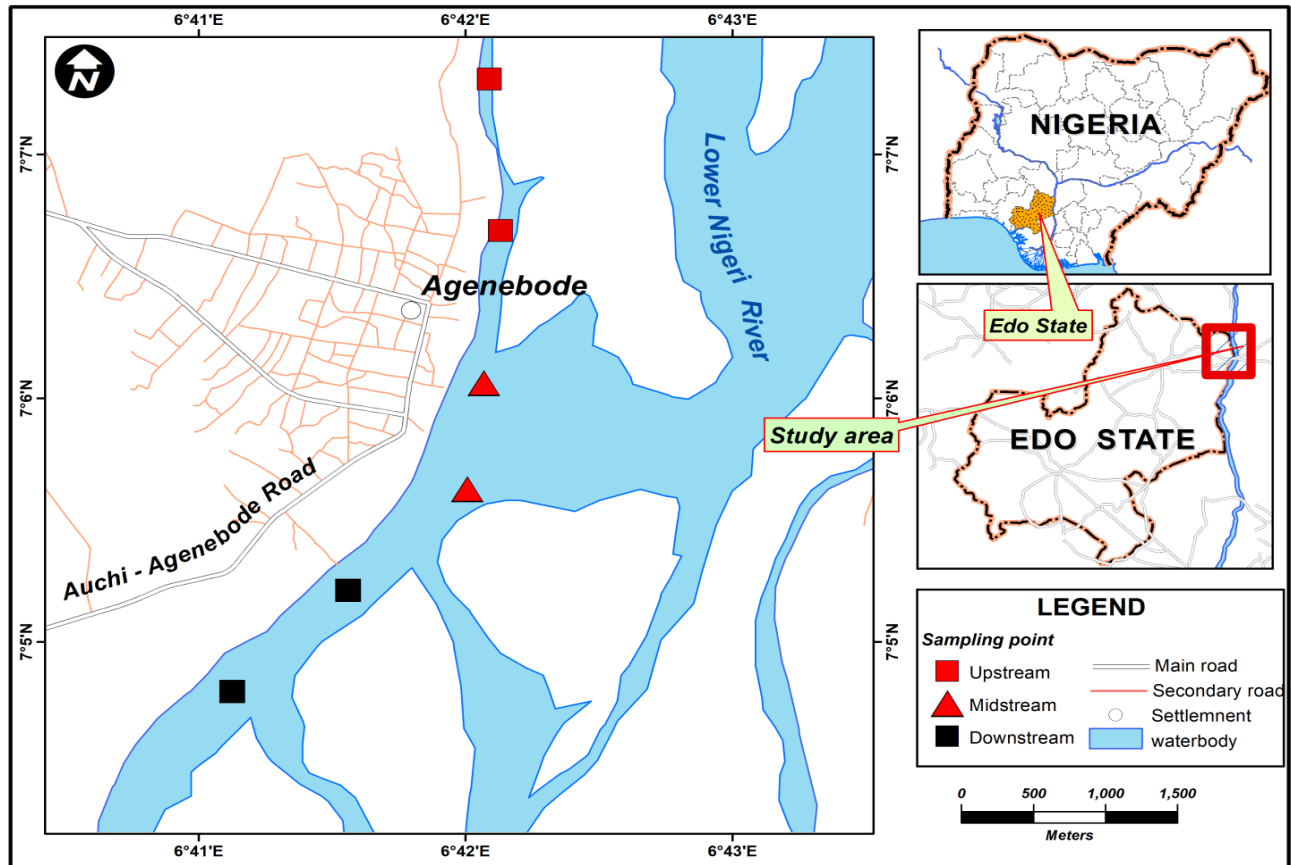 6°41'E 6°42'E 6°43'E
N
7°7'N
7°7'N
Lower Nigeri River
Agenebode
7°6'N
7°6'N
Auchi - Agenebode Road
7°5'N
7°5'N
6°41'E 6°42'E 6°43'E
NIGERIA
Edo State
Study area
EDO STATE
LEGEND
Sampling point
Upstream
Midstream
Downstream
Main road
Secondary road
Settlemnent
waterbody
0 500 1,000 1,500
Meters